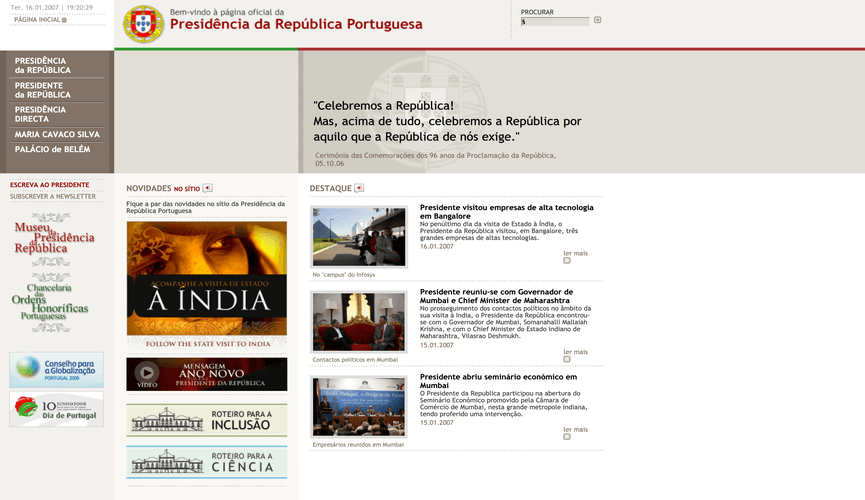 Ter. 16.01.2007 | 19:20:29
PÁGINA INICIAL
Bem-vindo à página oficial da
Presidência da República Portuguesa
PROCURAR
s
PRESIDÊNCIA
da REPÚBLICA
PRESIDENTE
da REPÚBLICA
PRESIDÊNCIA
DIRECTA
MARIA CAVACO SILVA
PALÁCIO de BELÉM
"Celebremos a República!
Mas, acima de tudo, celebremos a República por
aquilo que a República de nós exige."
Cerimónia das Comemorações dos 96 anos da Proclamação da República,
05.10.06
ESCREVA AO PRESIDENTE
SUBSCREVER A NEWSLETTER
Museu da
Presidência
da
República
Chancelaria
das
Ordens
Honoríficas
Portuguesas
Conselho para
a Globalização
PORTUGAL 2006
10 JUNHO 2006
Dia de Portugal
NOVIDADES NO SÍTIO
Fique a par das novidades no sítio da Presidência da
República Portuguesa
ACOMPANHE A VISITA DE ESTADO
À ÍNDIA
FOLLOW THE STATE VISIT TO INDIA
VÍDEO
MENSAGEM
ANO NOVO
PRESIDENTE DA REPÚBLICA
ROTEIRO PARA A
INCLUSÃO
ROTEIRO PARA A
CIÊNCIA
DESTAQUE
No "campus" do Infosys
Presidente visitou empresas de alta tecnologia
em Bangalore
No penúltimo dia da visita de Estado à Índia, o
Presidente da República visitou, em Bangalore, três
grandes empresas de alta tecnologias.
16.01.2007
ler mais
Contactos políticos em Mumbai
Presidente reuniu-se com Governador de
Mumbai e Chief Minister de Maharashtra
No prosseguimento dos contactos políticos no âmbito da
sua visita à Índia, o Presidente da República encontrou-
se com o Governador de Mumbai, Somanahalli Mallaiah
Krishna, e com o Chief Minister do Estado indiano de
Maharashtra, Vilasrao Deshmukh.
15.01.2007
ler mais
Empresários reunidos em Mumbai
Presidente abriu seminário económico em
Mumbai
O Presidente da República participou na abertura do
Seminário Económico promovido pela Câmara de
Comércio de Mumbai, nesta grande metropole indiana,
tendo proferido uma intervenção.
15.01.2007
ler mais